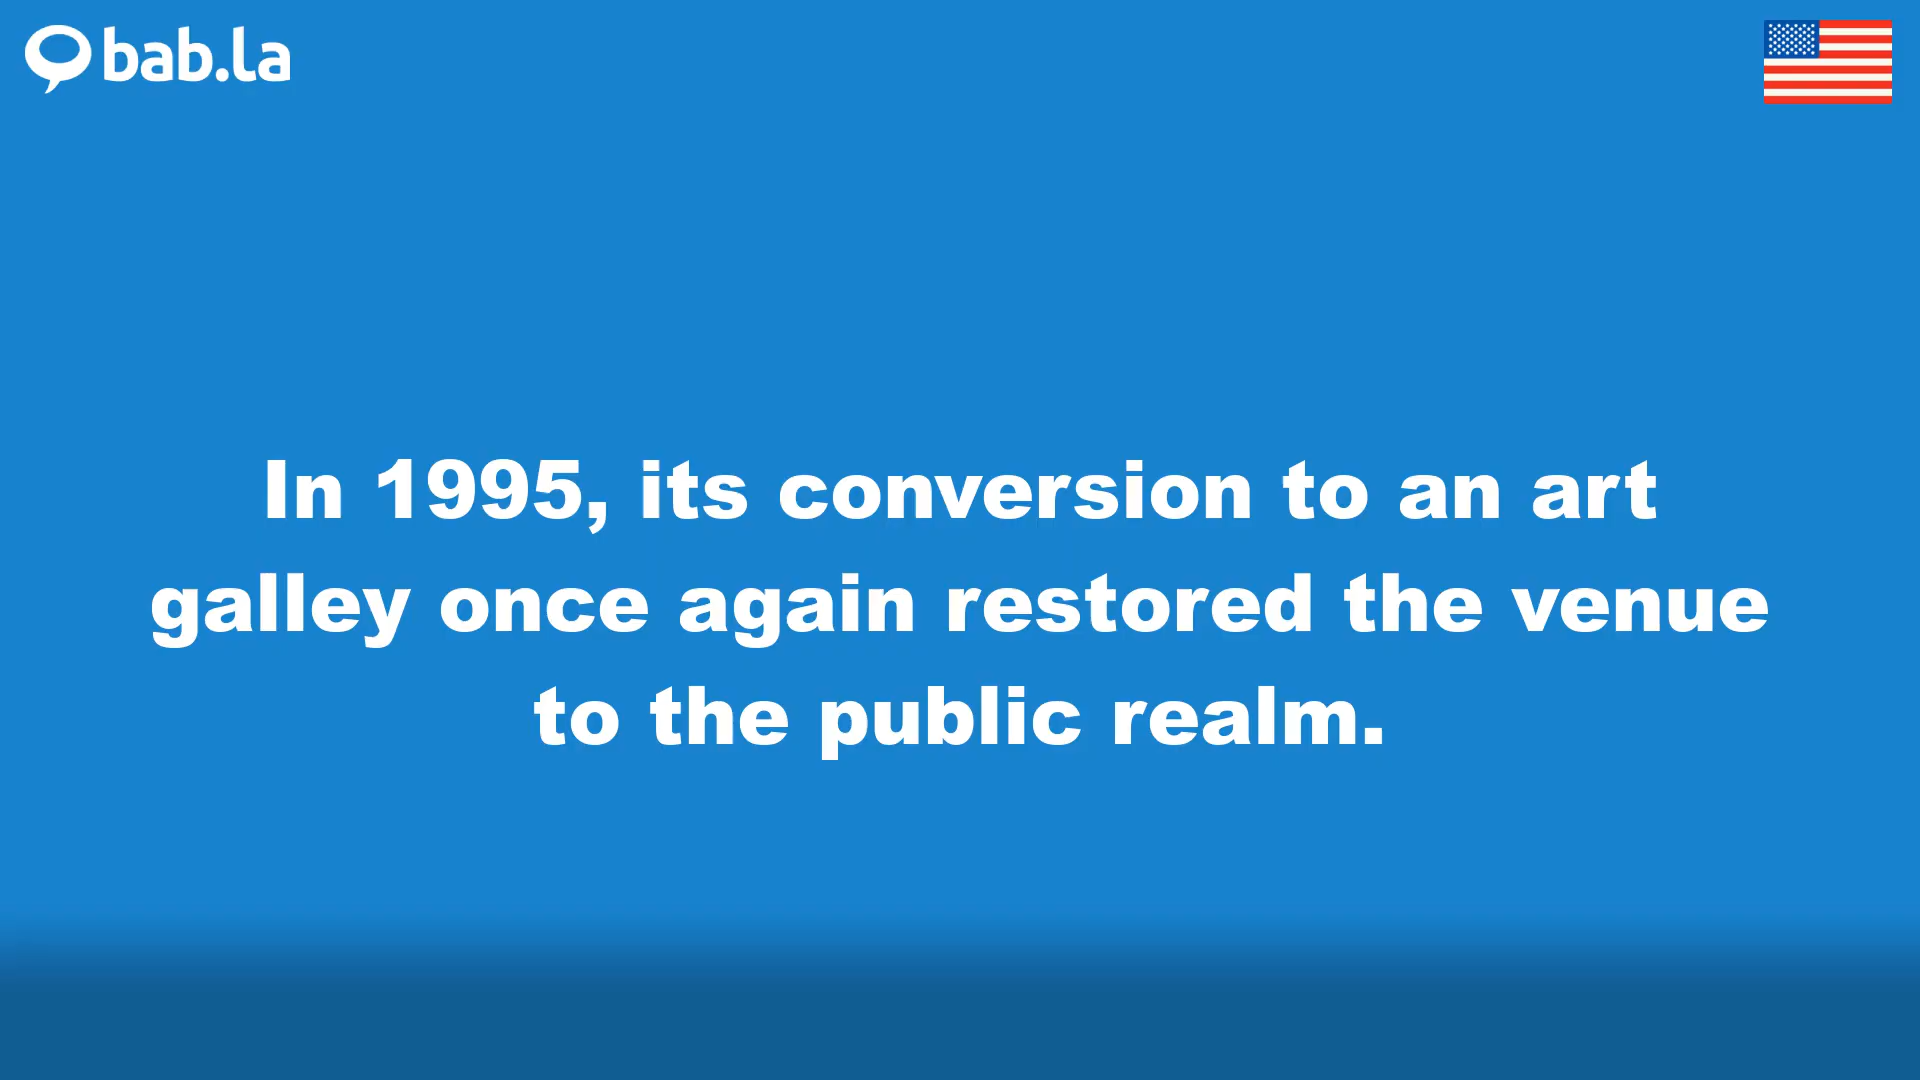 bab.la
In 1995, its conversion to an art
galley once again restored the venue
to the public realm.